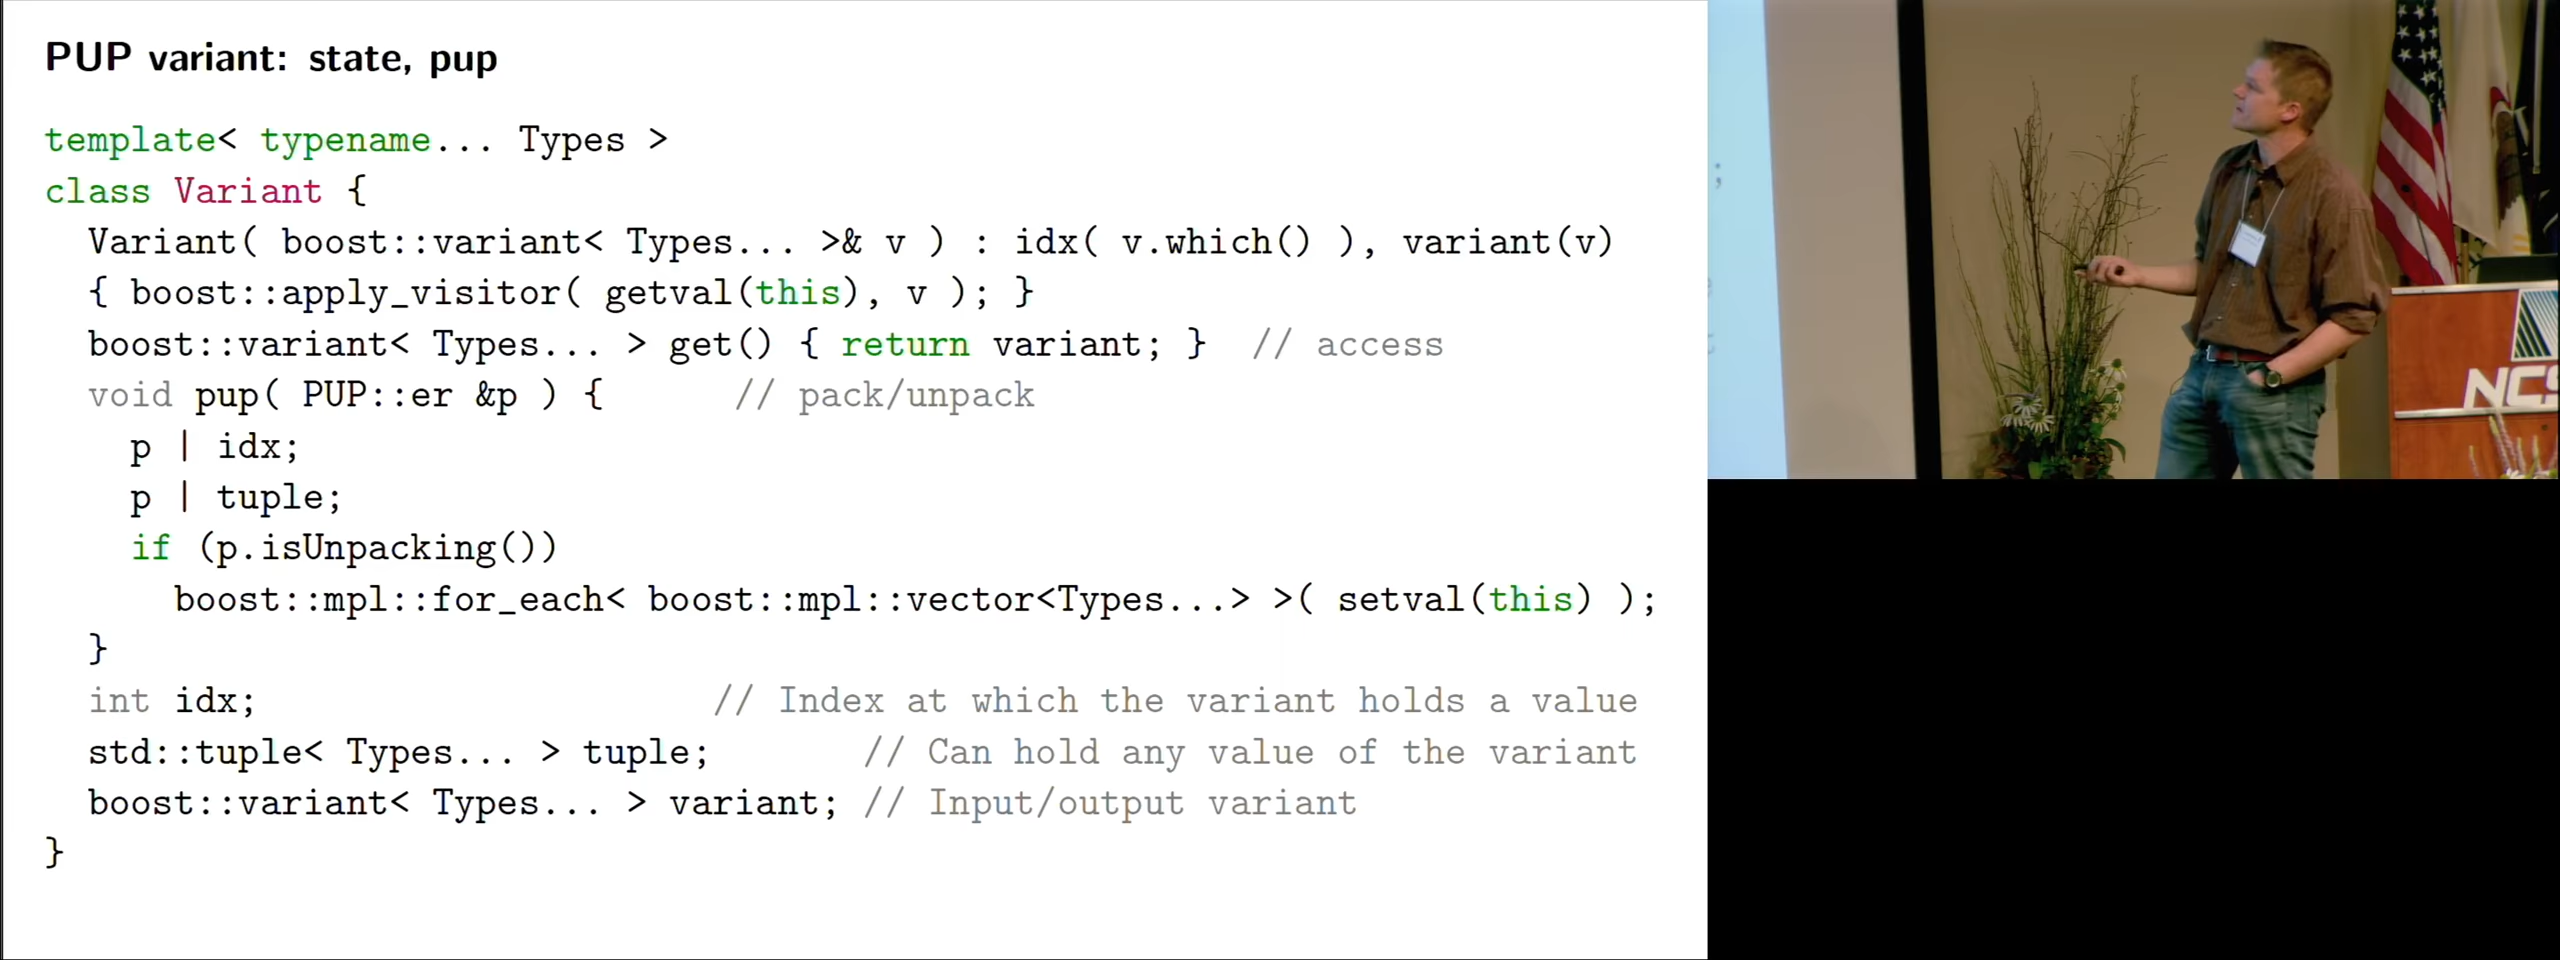 PUP variant: state, pup
template< typename... Types >
class Variant {
Variant( boost::variant< Types... >& v ) : idx( v.which() ), variant(v)
{ boost::apply_visitor( getval(this), v ); }
boost::variant< Types... > get() { return variant; } // access
void pup( PUP::er &p ) { // pack/unpack
p | idx;
p | tuple;
if (p.isUnpacking())
boost::mpl::for_each< boost::mpl::vector<Types...> >( setval(this) );
}
int idx; // Index at which the variant holds a value
std::tuple< Types... > tuple; // Can hold any value of the variant
boost::variant< Types... > variant; // Input/output variant
}